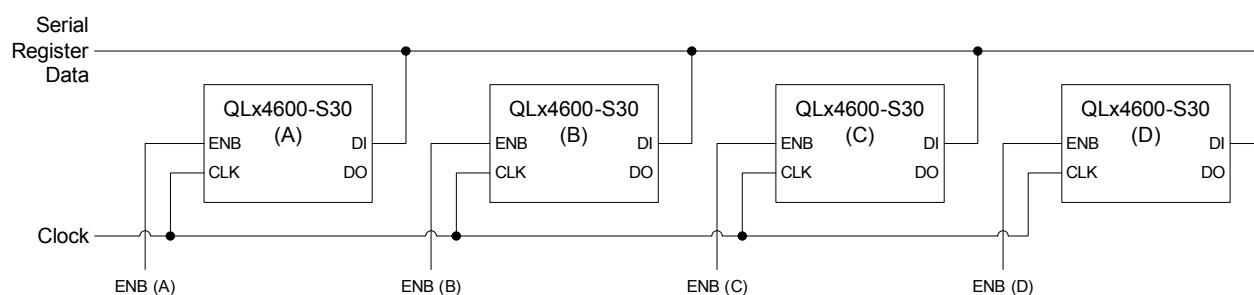 Serial
Register
Data
QLx4600-S30
(A)
ENB
DI
CLK
DO
QLx4600-S30
(B)
ENB
DI
CLK
DO
QLx4600-S30
(C)
ENB
DI
CLK
DO
QLx4600-S30
(D)
ENB
DI
CLK
DO
Clock
ENB (A)
ENB (B)
ENB (C)
ENB (D)